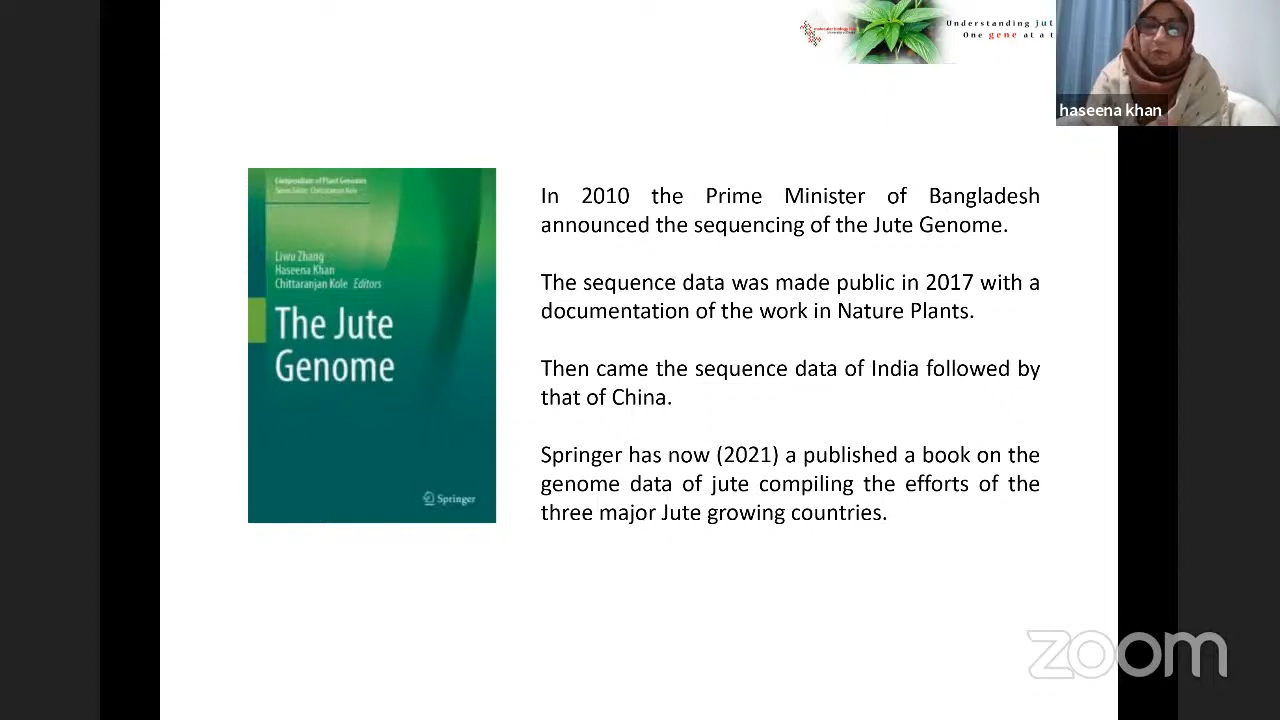 Understanding jut
One gene at a t
haseena khan
Compendium of Plant Genomes
Series Editor: Chittaranjan Kole
Liwu Zhang
Haseena Khan
Chittaranjan Kole Editors
The Jute
Genome
Springer
In 2010 the Prime Minister of Bangladesh
announced the sequencing of the Jute Genome.
The sequence data was made public in 2017 with a
documentation of the work in Nature Plants.
Then came the sequence data of India followed by
that of China.
Springer has now (2021) a published a book on the
genome data of jute compiling the efforts of the
three major Jute growing countries.
zoom